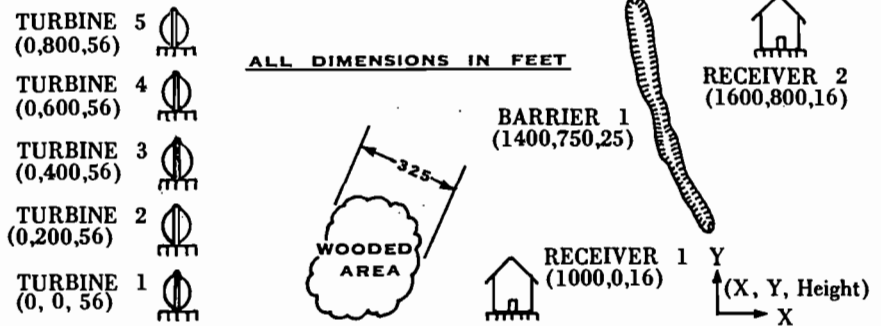 TURBINE 5
(0,800,56)
TURBINE 4
(0,600,56)
TURBINE 3
(0,400,56)
TURBINE 2
(0,200,56)
TURBINE 1
(0, 0, 56)
ALL DIMENSIONS IN FEET
325
WOODED
AREA
BARRIER 1
(1400,750,25)
RECEIVER 2
(1600,800,16)
RECEIVER 1
(1000,0,16)
Y
(X, Y, Height)
X